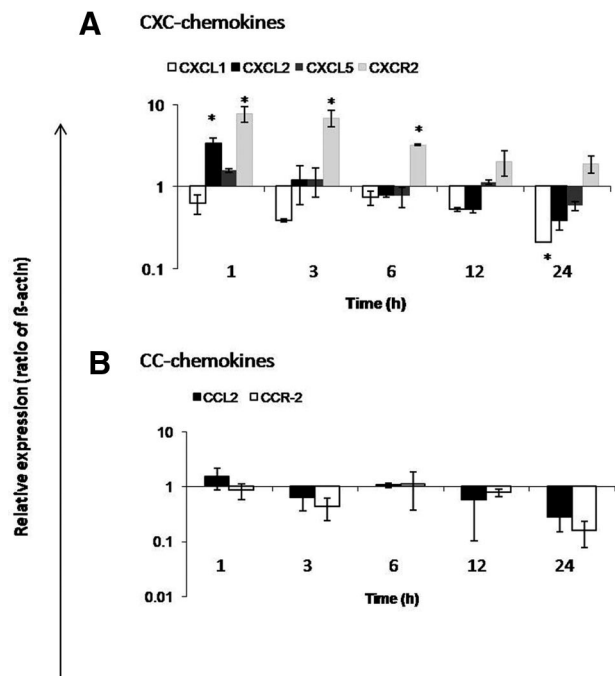 A CXC-chemokines
CXCL1 CXCL2 CXCL5 CXCR2
10
* * * *
1
0.1
*
1 3 6 12 24
Time (h)
B CC-chemokines
CCL2 CCR-2
10
1
0.1
0.01
1 3 6 12 24
Time (h)
Relative expression (ratio of ß-actin)